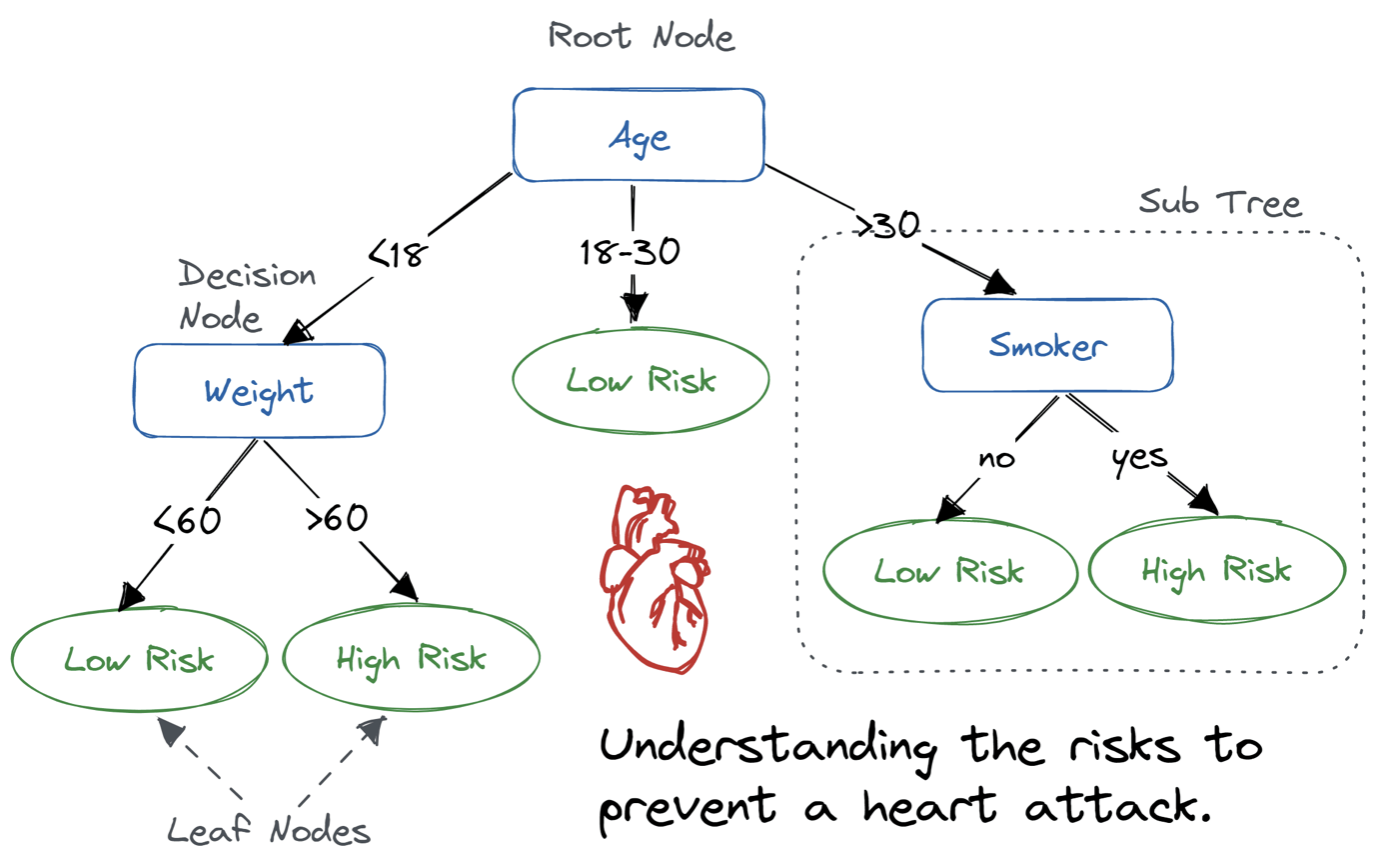 Root Node
Age
Sub Tree
<18
18-30
>30
Decision
Node
Weight
Low Risk
Smoker
<60
>60
no
yes
Low Risk
High Risk
Low Risk
High Risk
Leaf Nodes
Understanding the risks to
prevent a heart attack.